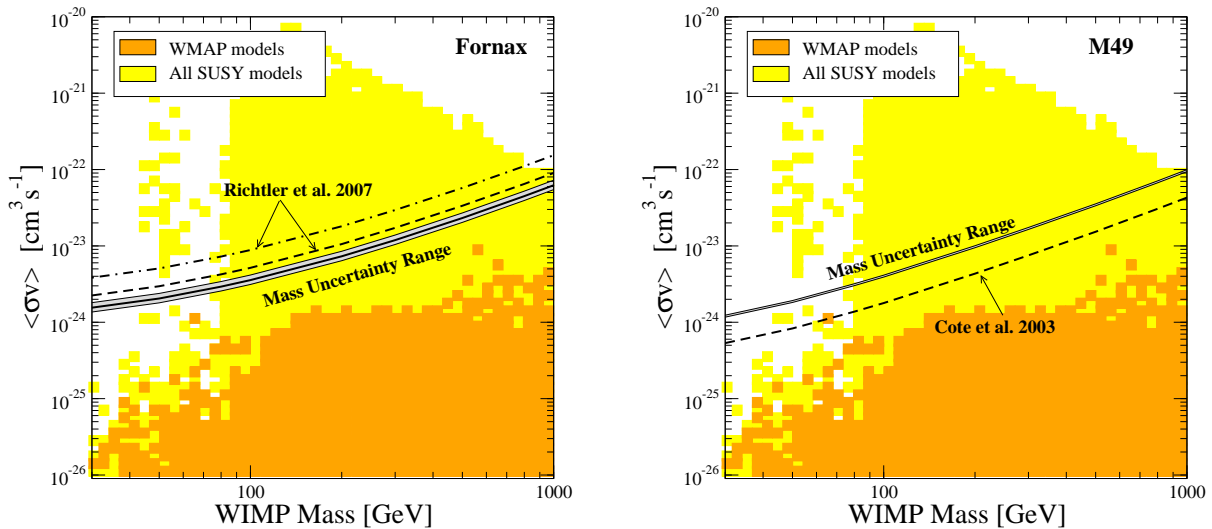 Fornax
WMAP models
All SUSY models
10^-20
10^-21
10^-22
10^-23
10^-24
10^-25
10^-26
<σv> [cm^3 s^-1]
Richtler et al. 2007
Mass Uncertainty Range
100
1000
WIMP Mass [GeV]
M49
WMAP models
All SUSY models
10^-20
10^-21
10^-22
10^-23
10^-24
10^-25
10^-26
<σv> [cm^3 s^-1]
Mass Uncertainty Range
Cote et al. 2003
100
1000
WIMP Mass [GeV]